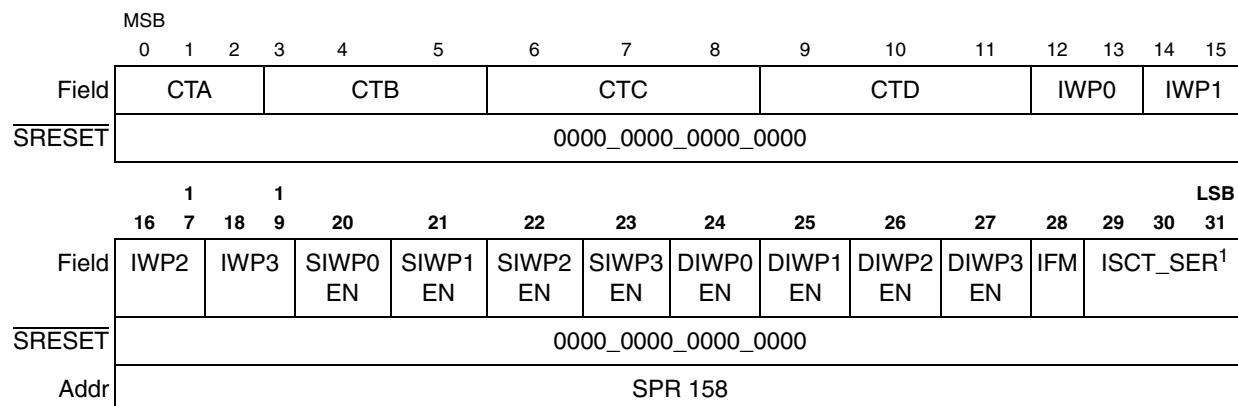 MSB
0 1 2 3 4 5 6 7 8 9 10 11 12 13 14 15
Field CTA CTB CTC CTD IWP0 IWP1
SRESET 0000_0000_0000_0000
1 1 LSB
16 7 18 9 20 21 22 23 24 25 26 27 28 29 30 31
Field IWP2 IWP3 SIWP0 SIWP1 SIWP2 SIWP3 DIWP0 DIWP1 DIWP2 DIWP3 IFM ISCT_SER¹
EN EN EN EN EN EN EN EN
SRESET 0000_0000_0000_0000
Addr SPR 158